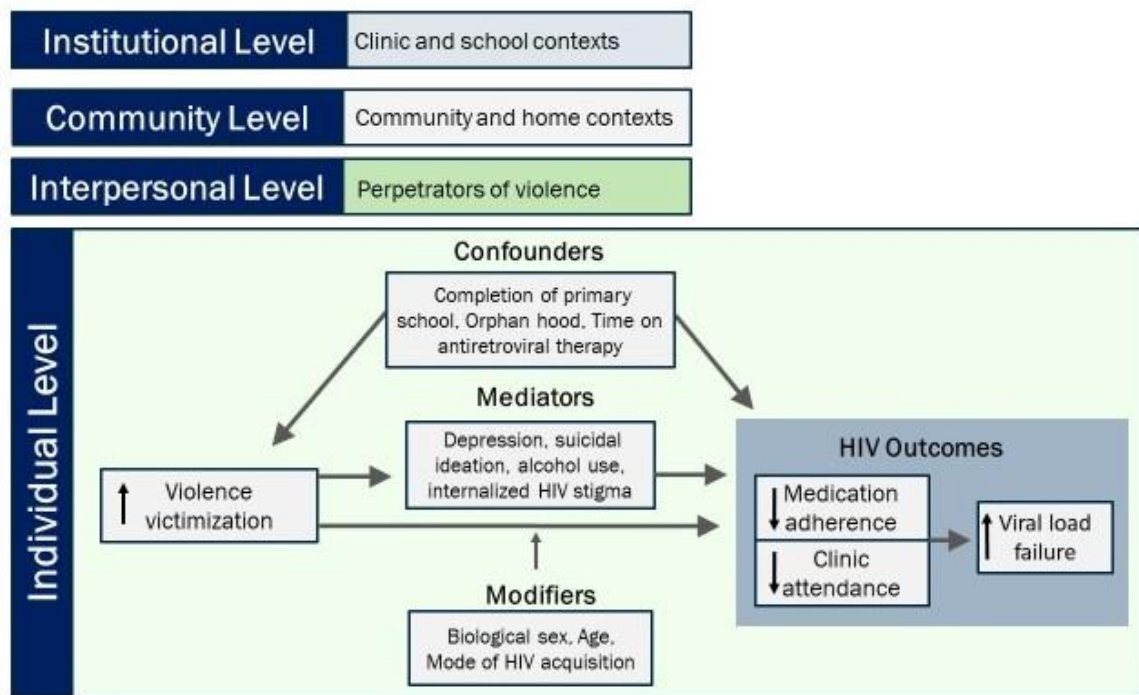 Institutional Level
Clinic and school contexts
Community Level
Community and home contexts
Interpersonal Level
Perpetrators of violence
Individual Level
Confounders
Completion of primary
school, Orphan hood, Time on
antiretroviral therapy
Mediators
Depression, suicidal
ideation, alcohol use,
internalized HIV stigma
Violence
victimization
HIV Outcomes
Medication
adherence
Clinic
attendance
Viral load
failure
Modifiers
Biological sex, Age,
Mode of HIV acquisition